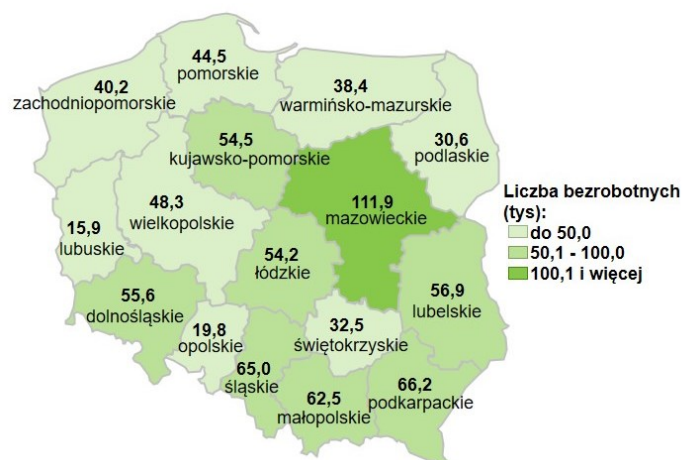 44,5
pomorskie
40,2
zachodniopomorskie
38,4
warmińsko-mazurskie
54,5
kujawsko-pomorskie
30,6
podlaskie
111,9
mazowieckie
48,3
wielkopolskie
15,9
lubuskie
54,2
łódzkie
55,6
dolnośląskie
56,9
lubelskie
19,8
opolskie
32,5
świętokrzyskie
65,0
śląskie
62,5
małopolskie
66,2
podkarpackie
Liczba bezrobotnych
(tys):
do 50,0
50,1 - 100,0
100,1 i więcej